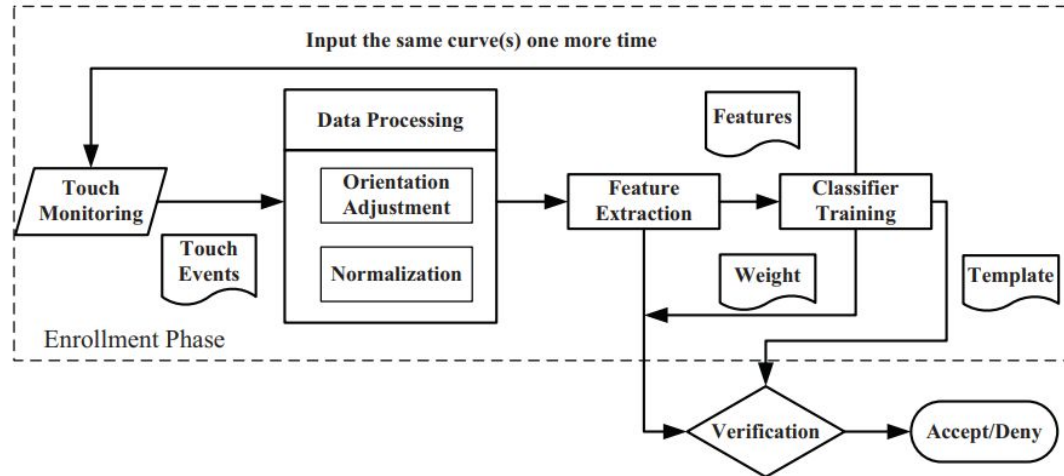 Input the same curve(s) one more time
Data Processing
Features
Touch
Monitoring
Orientation
Adjustment
Feature
Extraction
Classifier
Training
Touch
Events
Normalization
Weight
Template
Enrollment Phase
Verification
Accept/Deny